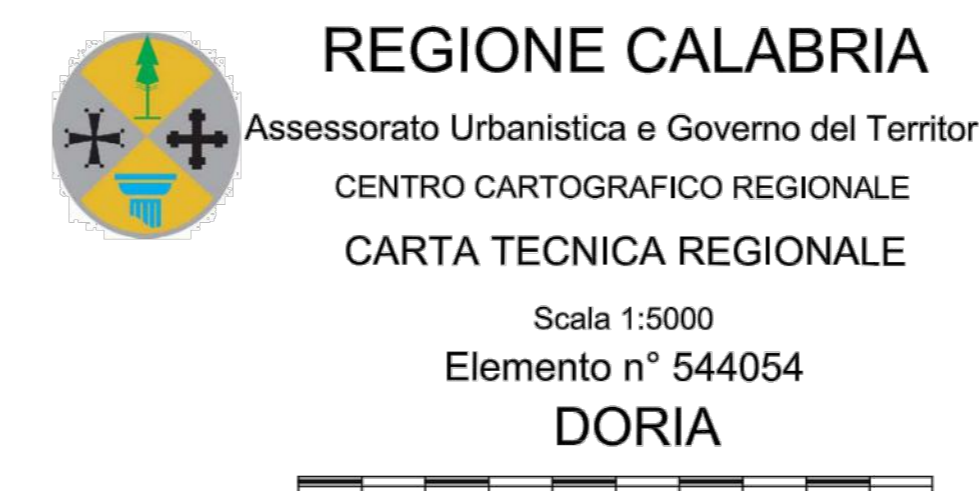 REGIONE CALABRIA
Assessorato Urbanistica e Governo del Territor
CENTRO CARTOGRAFICO REGIONALE
CARTA TECNICA REGIONALE
Scala 1:5000
Elemento n° 544054
DORIA